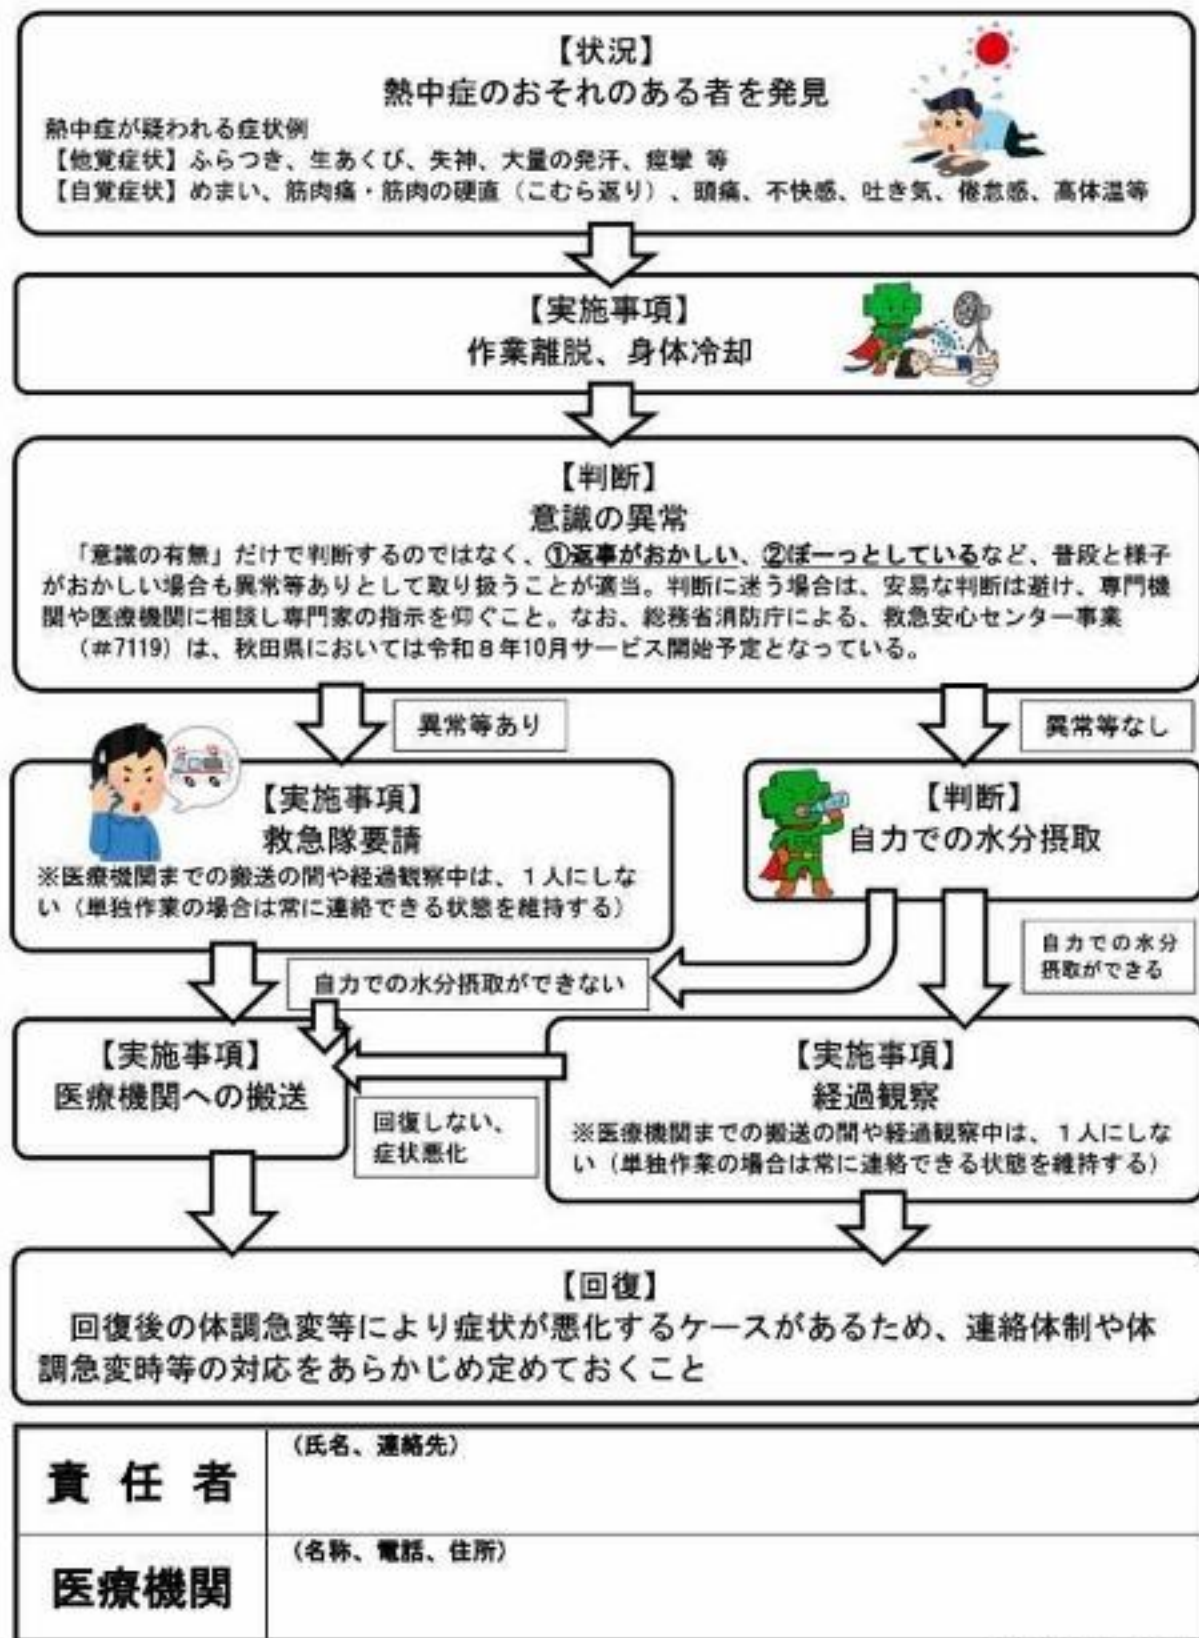 【状況】
熱中症のおそれのある者を発見
熱中症が疑われる症状例
【他覚症状】ふらつき、生あくび、失神、大量の発汗、痙攣 等
【自覚症状】めまい、筋肉痛・筋肉の硬直（こむら返り）、頭痛、不快感、吐き気、倦怠感、高体温等
【実施事項】
作業離脱、身体冷却
【判断】
意識の異常
「意識の有無」だけで判断するのではなく、①返事がおかしい、②ぼーっとしているなど、普段と様子
がおかしい場合も異常等ありとして取り扱うことが適当。判断に迷う場合は、安易な判断は避け、専門機
関や医療機関に相談し専門家の指示を仰ぐこと。なお、総務省消防庁による、救急安心センター事業
（#7119）は、秋田県においては令和８年10月サービス開始予定となっている。
異常等あり
異常等なし
【実施事項】
救急隊要請
※医療機関までの搬送の間や経過観察中は、１人にしな
い（単独作業の場合は常に連絡できる状態を維持する）
【判断】
自力での水分摂取
自力での水分
摂取ができる
自力での水分摂取ができない
【実施事項】
医療機関への搬送
回復しない、
症状悪化
【実施事項】
経過観察
※医療機関までの搬送の間や経過観察中は、１人にしな
い（単独作業の場合は常に連絡できる状態を維持する）
【回復】
回復後の体調急変等により症状が悪化するケースがあるため、連絡体制や体
調急変時等の対応をあらかじめ定めておくこと
責任者
（氏名、連絡先）
医療機関
（名称、電話、住所）